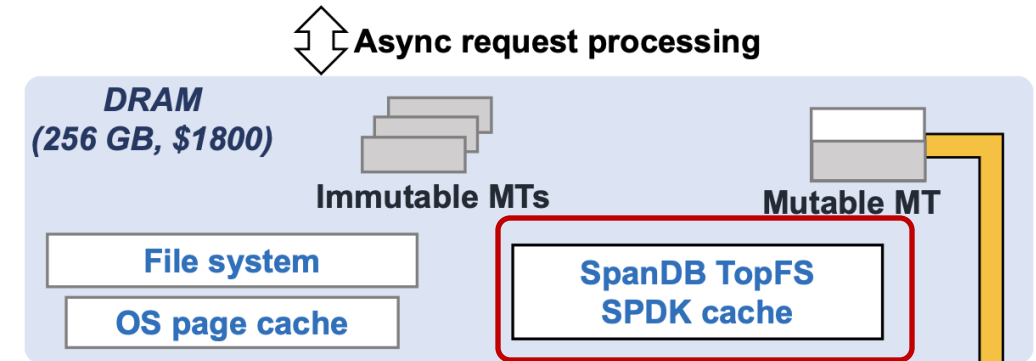 Async request processing
DRAM
(256 GB, $1800)
Immutable MTs
Mutable MT
File system
OS page cache
SpanDB TopFS
SPDK cache